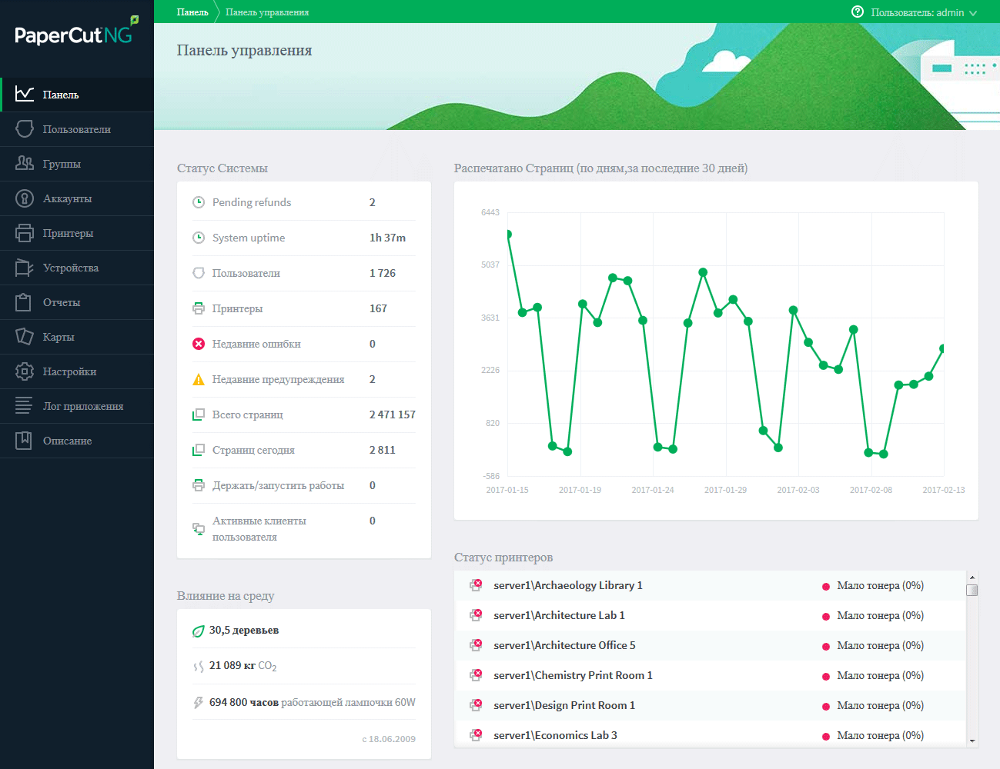 PaperCut NG
Панель
Панель управления
Пользователь: admin
Панель управления
Панель
Пользователи
Группы
Аккаунты
Принтеры
Устройства
Отчеты
Карты
Настройки
Лог приложения
Описание
Статус Системы
Pending refunds 2
System uptime 1h 37m
Пользователи 1 726
Принтеры 167
Недавние ошибки 0
Недавние предупреждения 2
Всего страниц 2 471 157
Страниц сегодня 2 811
Держать/запустить работы 0
Активные клиенты 0
пользователя
Влияние на среду
30,5 деревьев
21 089 кг CO2
694 800 часов работающей лампочки 60W
с 18.06.2009
Распечатано Страниц (по дням,за последние 30 дней)
6443
5037
3631
2226
820
-586
2017-01-15 2017-01-19 2017-01-24 2017-01-29 2017-02-03 2017-02-08 2017-02-13
Статус принтеров
server1\Archaeology Library 1 Мало тонера (0%)
server1\Architecture Lab 1 Мало тонера (0%)
server1\Architecture Office 5 Мало тонера (0%)
server1\Chemistry Print Room 1 Мало тонера (0%)
server1\Design Print Room 1 Мало тонера (0%)
server1\Economics Lab 3 Мало тонера (0%)